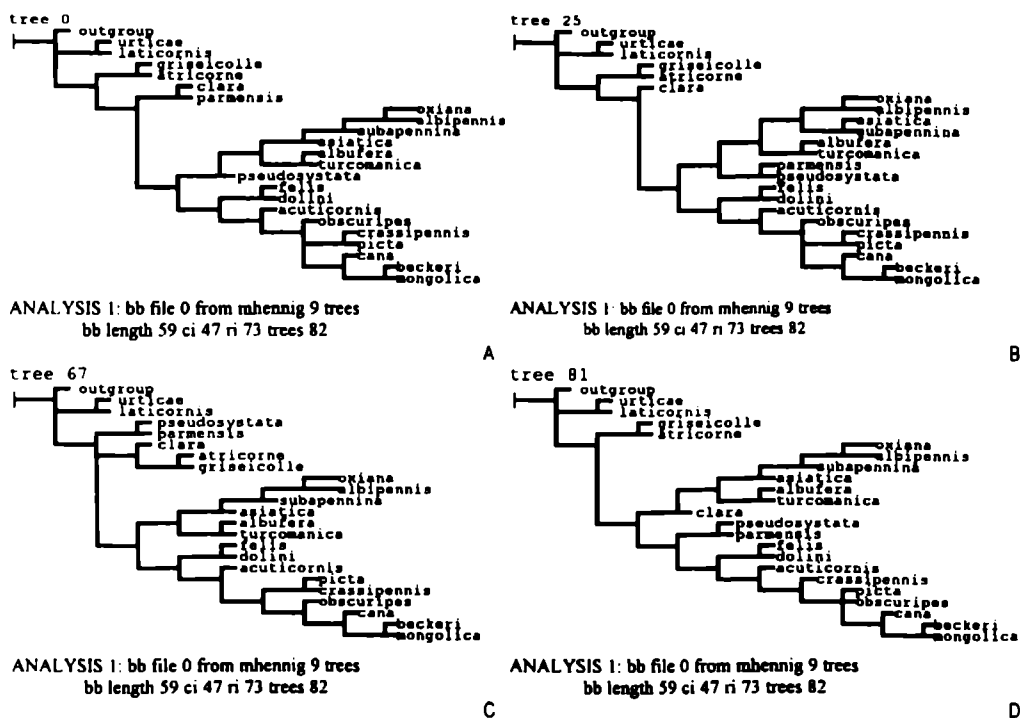 tree 0
outgroup
urticae
laticornis
griseicolle
atricorne
clara
parmensis
oxiana
albipennis
subapennina
asiatica
albufera
turcomanica
pseudosystata
felis
dolini
acuticornis
obscuripes
crassipennis
picta
cana
beckeri
mongolica
ANALYSIS 1: bb file 0 from mhennig 9 trees
bb length 59 ci 47 ri 73 trees 82
A
tree 25
outgroup
urticae
laticornis
griseicolle
atricorne
clara
oxiana
albipennis
asiatica
subapennina
albufera
turcomanica
parmensis
pseudosystata
felis
dolini
acuticornis
obscuripes
crassipennis
picta
cana
beckeri
mongolica
ANALYSIS 1: bb file 0 from mhennig 9 trees
bb length 59 ci 47 ri 73 trees 82
B
tree 67
outgroup
urticae
laticornis
pseudosystata
parmensis
clara
atricorne
griseicolle
oxiana
albipennis
subapennina
asiatica
albufera
turcomanica
felis
dolini
acuticornis
picta
crassipennis
obscuripes
cana
beckeri
mongolica
ANALYSIS 1: bb file 0 from mhennig 9 trees
bb length 59 ci 47 ri 73 trees 82
C
tree 81
outgroup
urticae
laticornis
griseicolle
atricorne
oxiana
albipennis
subapennina
asiatica
albufera
turcomanica
clara
pseudosystata
parmensis
felis
dolini
acuticornis
crassipennis
picta
obscuripes
cana
beckeri
mongolica
ANALYSIS 1: bb file 0 from mhennig 9 trees
bb length 59 ci 47 ri 73 trees 82
D